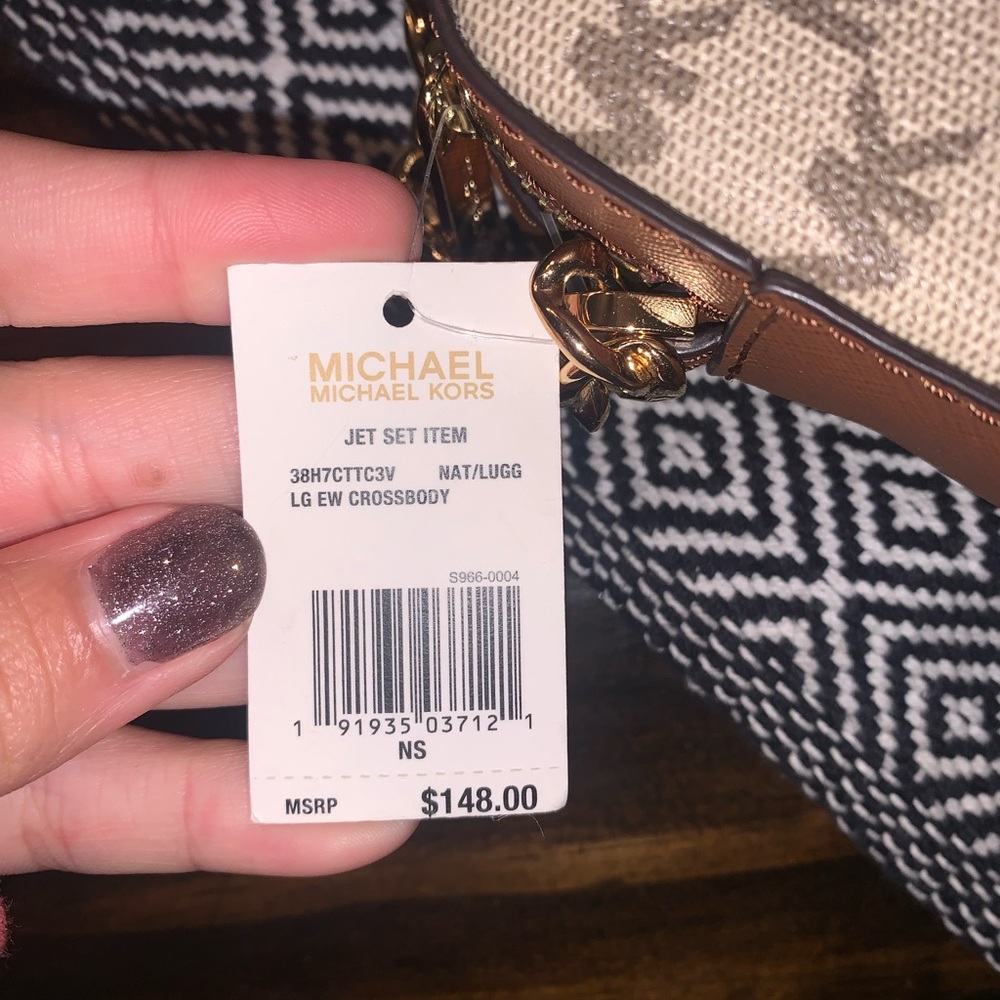 MICHAEL
MICHAEL KORS
JET SET ITEM
38H7CTTC3V NAT/LUGG
LG EW CROSSBODY
S966-0004
1 91935 03712 1
NS
MSRP $148.00